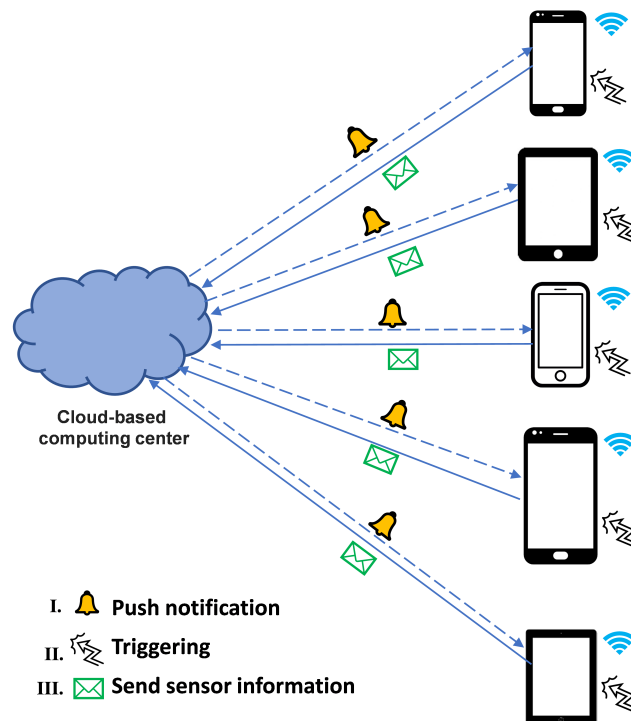 Cloud-based
computing center
I. Push notification
II. Triggering
III. Send sensor information